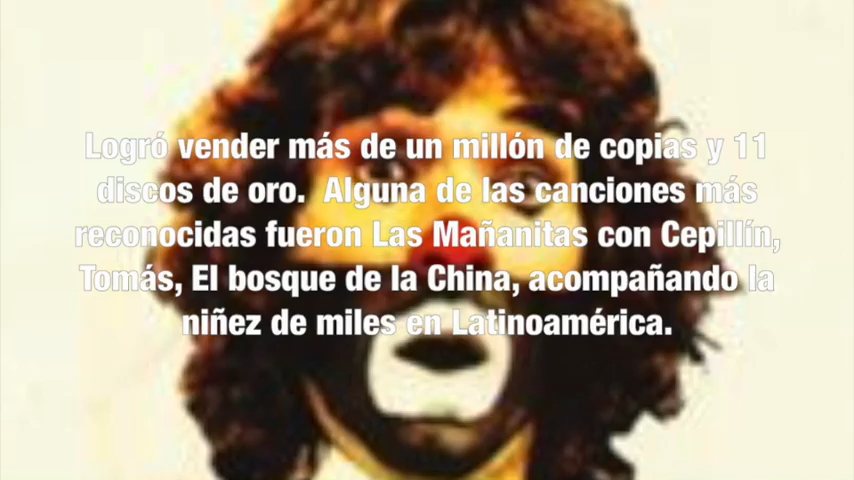 Logró vender más de un millón de copias y 11
discos de oro.  Alguna de las canciones más
reconocidas fueron Las Mañanitas con Cepillín,
Tomás, El bosque de la China, acompañando la
niñez de miles en Latinoamérica.